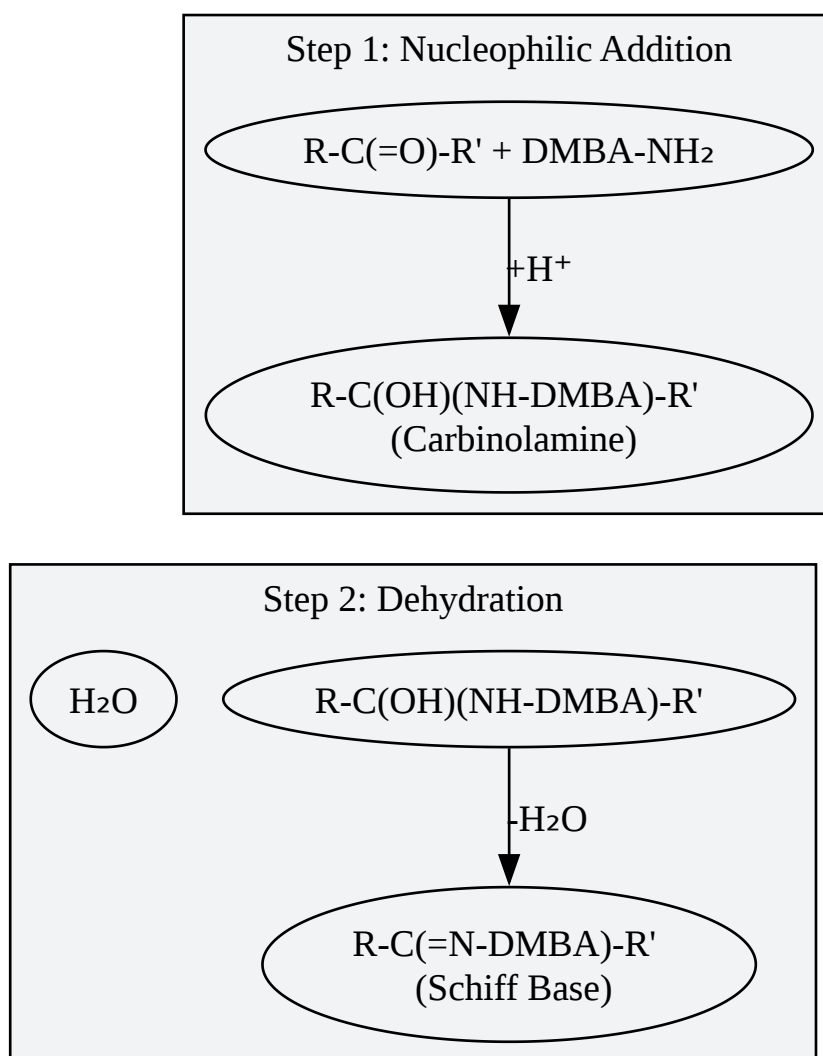 Step 1: Nucleophilic Addition
R-C(=O)-R' + DMBA-NH₂
+H⁺
R-C(OH)(NH-DMBA)-R'
(Carbinolamine)
Step 2: Dehydration
H₂O
R-C(OH)(NH-DMBA)-R'
-H₂O
R-C(=N-DMBA)-R'
(Schiff Base)